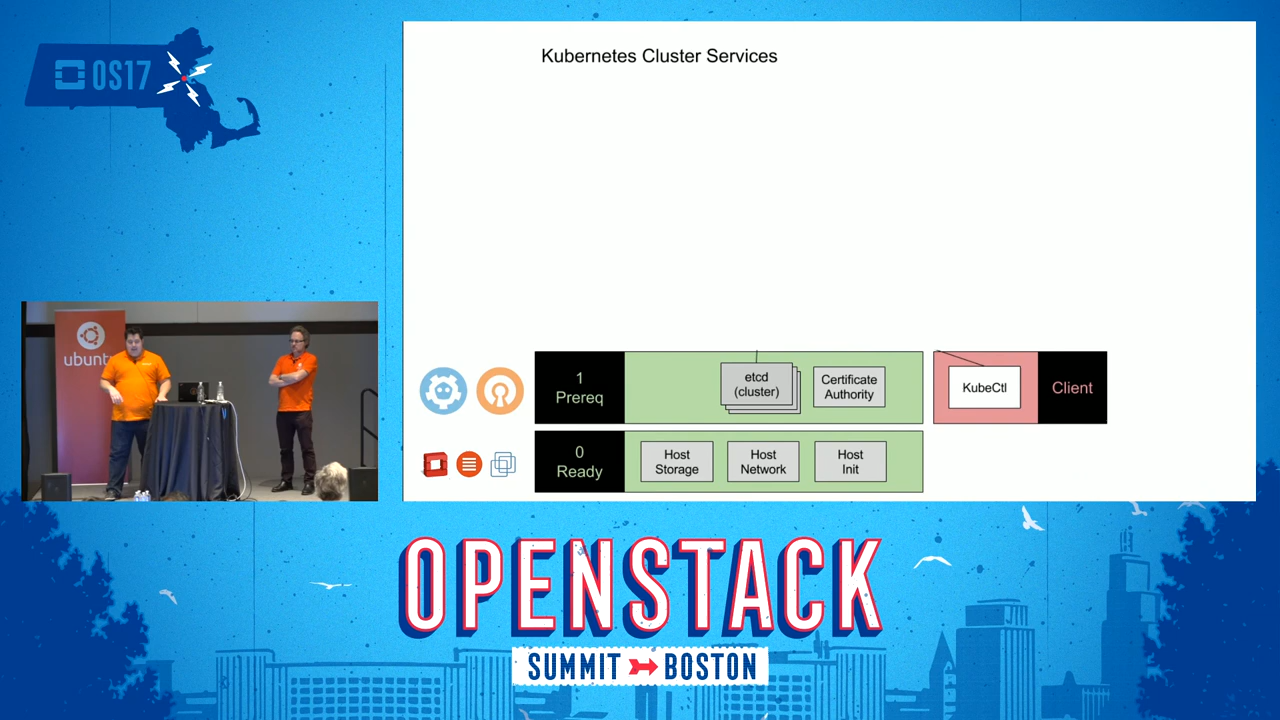 OS17
Kubernetes Cluster Services
ubunt
1
Prereq
etcd
(cluster)
Certificate
Authority
KubeCtl
Client
0
Ready
Host
Storage
Host
Network
Host
Init
OPENSTACK
SUMMIT BOSTON